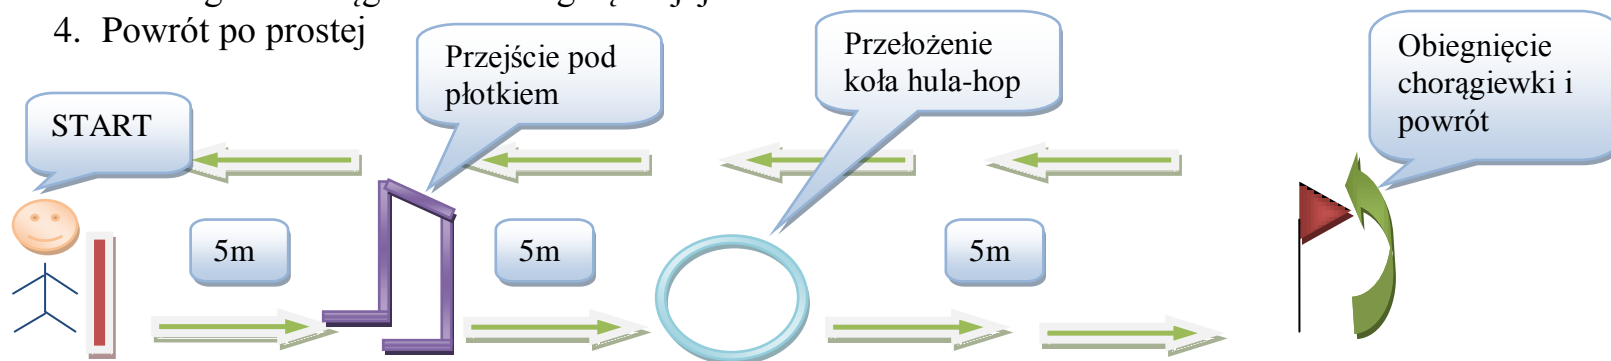 4. Powrót po prostej
Przejście pod
płotkiem
Przełożenie
koła hula-hop
Obiegnięcie
chorągiewki i
powrót
START
5m
5m
5m